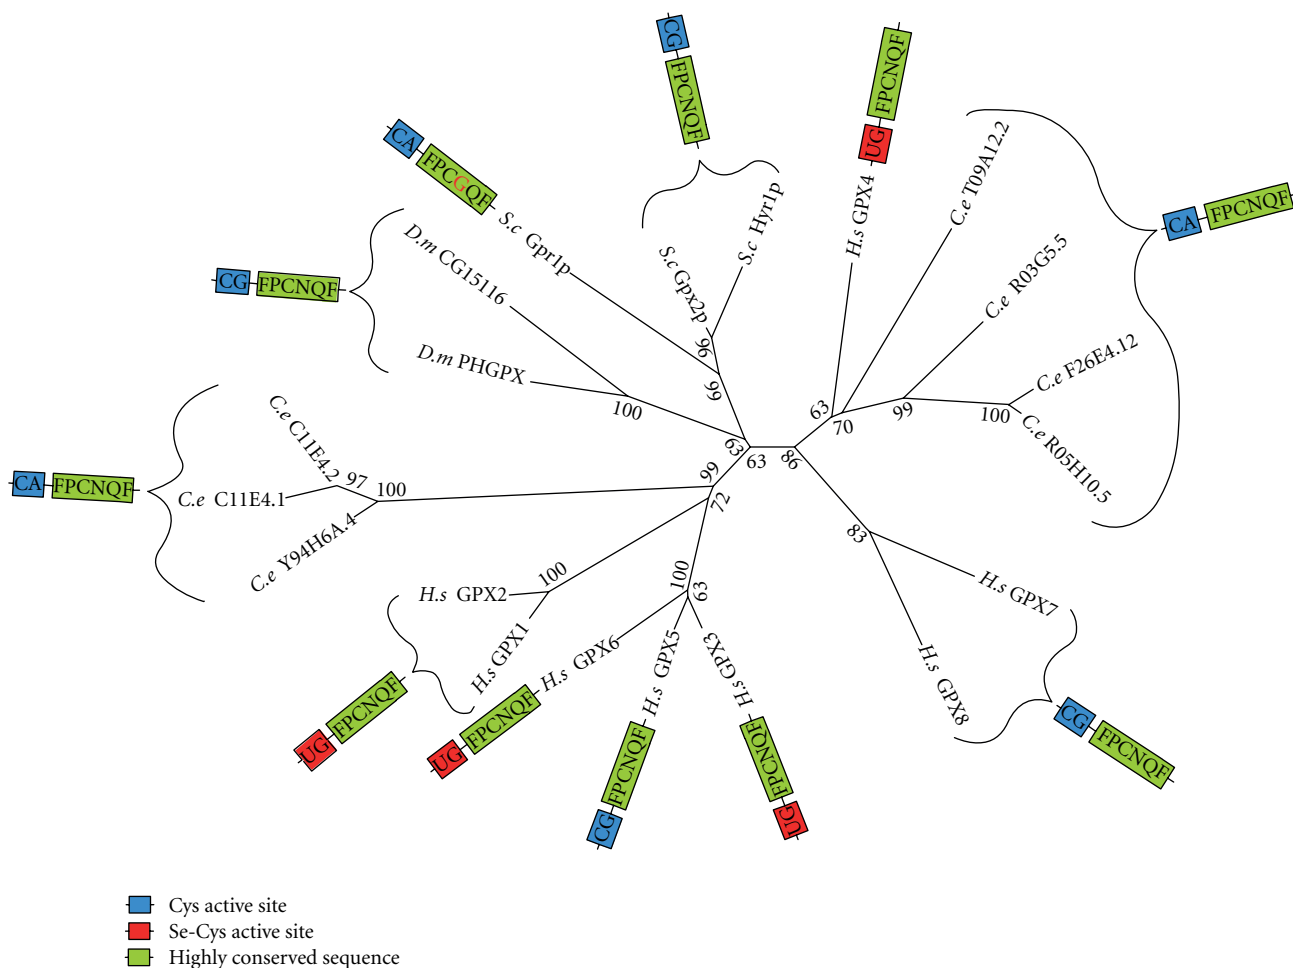 CG
FPCNQF
UG
FPCNQF
CA
FPCGQF
S.c Gpr1p
D.m CG15116
D.m PHGPX
CG
FPCNQF
S.c Gpx2p
S.c Hyr1p
H.s GPX4
C.e T09A12.2
C.e R03G5.5
C.e F26E4.12
C.e R05H10.5
CA
FPCNQF
96
99
100
63
63
86
63
70
99
100
CA
FPCNQF
C.e C11E4.2
C.e C11E4.1
C.e Y94H6A.4
97
100
99
72
83
H.s GPX2
H.s GPX1
100
H.s GPX6
H.s GPX5
H.s GPX3
100
63
H.s GPX7
H.s GPX8
UG
FPCNQF
UG
FPCNQF
CG
FPCNQF
UG
FPCNQF
CG
FPCNQF
Cys active site
Se-Cys active site
Highly conserved sequence